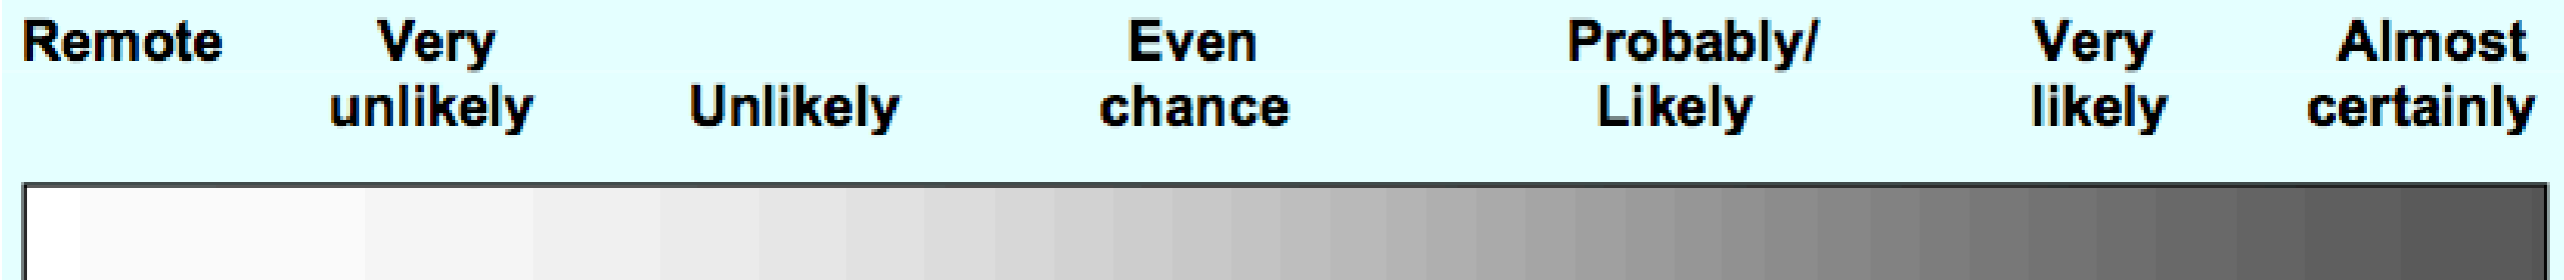 Remote
Very
unlikely
Unlikely
Even
chance
Probably/
Likely
Very
likely
Almost
certainly